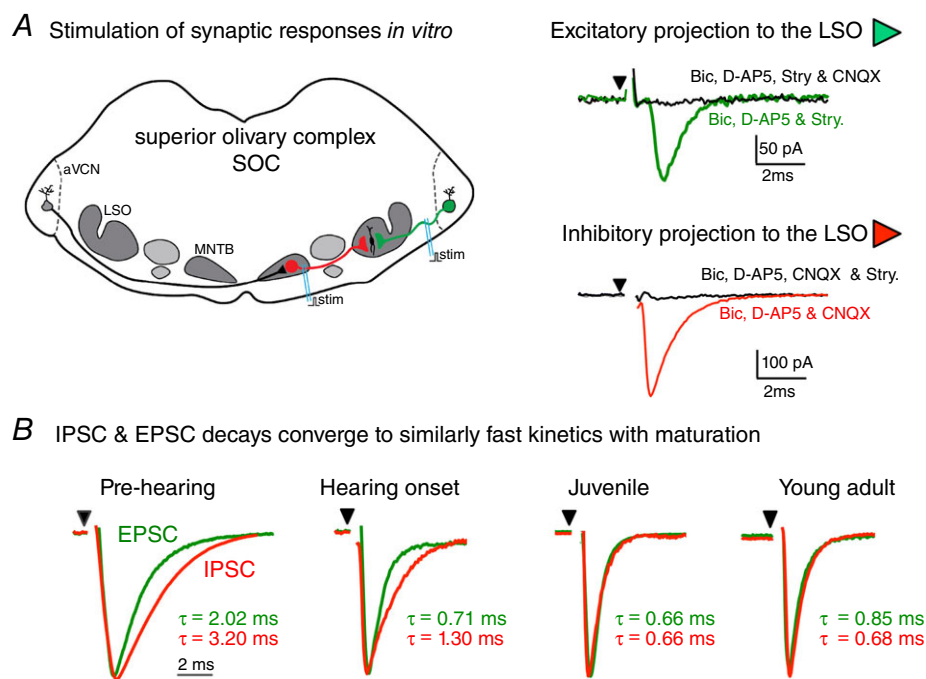 A Stimulation of synaptic responses in vitro
superior olivary complex
SOC
aVCN
LSO
MNTB
stim
stim
Excitatory projection to the LSO
Bic, D-AP5, Stry & CNQX
Bic, D-AP5 & Stry.
50 pA
2ms
Inhibitory projection to the LSO
Bic, D-AP5, CNQX & Stry.
Bic, D-AP5 & CNQX
100 pA
2ms
B IPSC & EPSC decays converge to similarly fast kinetics with maturation
Pre-hearing
EPSC
IPSC
τ = 2.02 ms
τ = 3.20 ms
2 ms
Hearing onset
τ = 0.71 ms
τ = 1.30 ms
Juvenile
τ = 0.66 ms
τ = 0.66 ms
Young adult
τ = 0.85 ms
τ = 0.68 ms